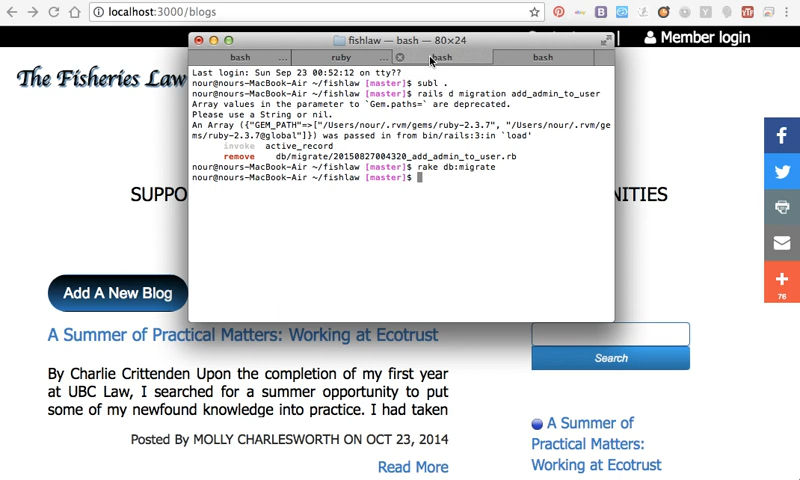 localhost:3000/blogs
Member login
fishlaw — bash — 80×24
bash ... ruby ... bash bash
The Fisheries Law
Last login: Sun Sep 23 00:52:12 on tty??
nour@nours-MacBook-Air ~/fishlaw [master]$ subl .
nour@nours-MacBook-Air ~/fishlaw [master]$ rails d migration add_admin_to_user
Array values in the parameter to `Gem.paths=` are deprecated.
Please use a String or nil.
An Array ({"GEM_PATH"=>["/Users/nour/.rvm/gems/ruby-2.3.7", "/Users/nour/.rvm/ge
ms/ruby-2.3.7@global"]}) was passed in from bin/rails:3:in `load'
invoke active_record
remove db/migrate/20150827004320_add_admin_to_user.rb
nour@nours-MacBook-Air ~/fishlaw [master]$ rake db:migrate
nour@nours-MacBook-Air ~/fishlaw [master]$
SUPPO
NITIES
76
Add A New Blog
A Summer of Practical Matters: Working at Ecotrust
By Charlie Crittenden Upon the completion of my first year
at UBC Law, I searched for a summer opportunity to put
some of my newfound knowledge into practice. I had taken
Posted By MOLLY CHARLESWORTH ON OCT 23, 2014
Read More
Search
A Summer of
Practical Matters:
Working at Ecotrust